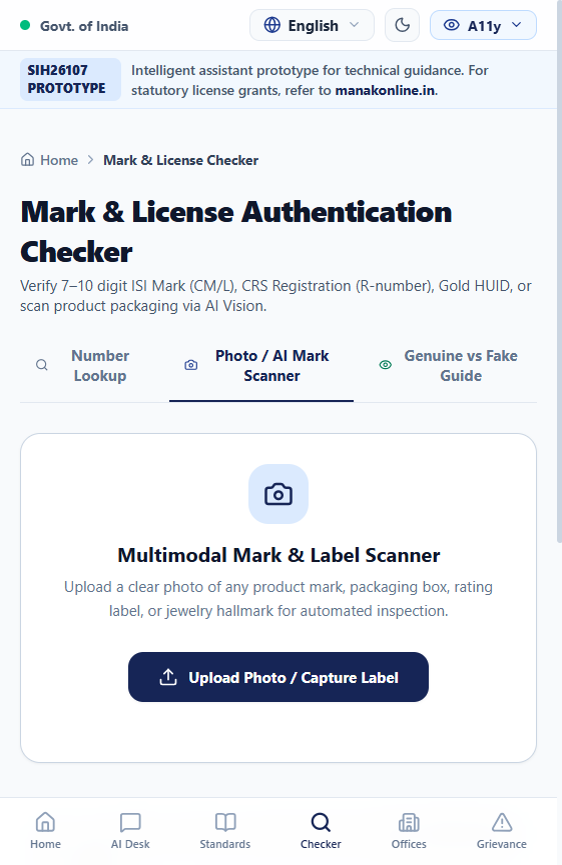 Govt. of India
English
A11y
SIH26107
PROTOTYPE
Intelligent assistant prototype for technical guidance. For
statutory license grants, refer to manakonline.in.
Home
Mark & License Checker
Mark & License Authentication
Checker
Verify 7–10 digit ISI Mark (CM/L), CRS Registration (R-number), Gold HUID, or
scan product packaging via AI Vision.
Number
Lookup
Photo / AI Mark
Scanner
Genuine vs Fake
Guide
Multimodal Mark & Label Scanner
Upload a clear photo of any product mark, packaging box, rating
label, or jewelry hallmark for automated inspection.
Upload Photo / Capture Label
Home
AI Desk
Standards
Checker
Offices
Grievance